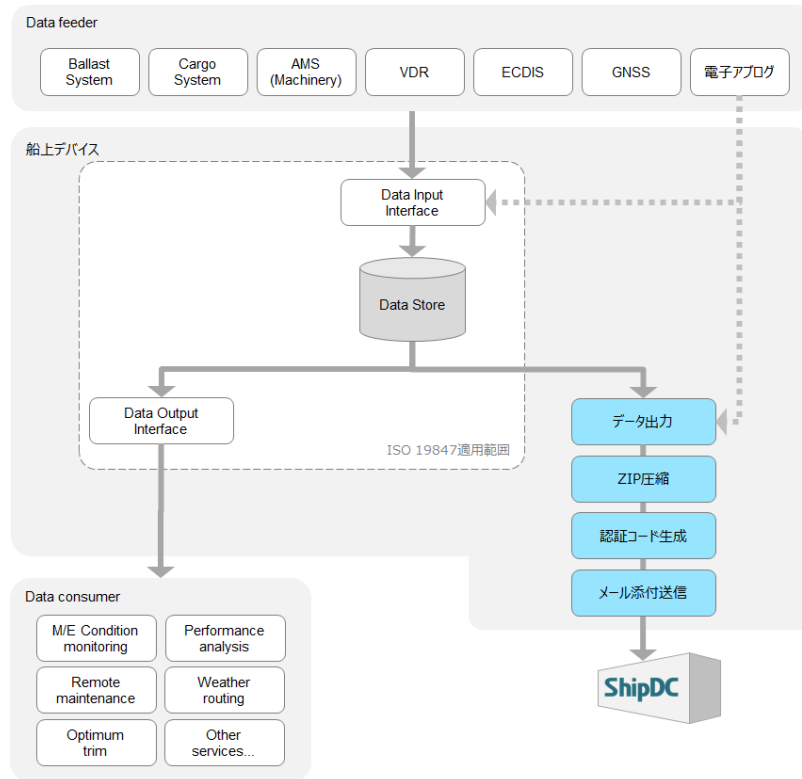 Data feeder
Ballast
System
Cargo
System
AMS
(Machinery)
VDR
ECDIS
GNSS
電子アブログ
船上デバイス
Data Input
Interface
Data Store
Data Output
Interface
ISO 19847適用範囲
データ出力
ZIP圧縮
認証コード生成
メール添付送信
ShipDC
Data consumer
M/E Condition
monitoring
Performance
analysis
Remote
maintenance
Weather
routing
Optimum
trim
Other
services...